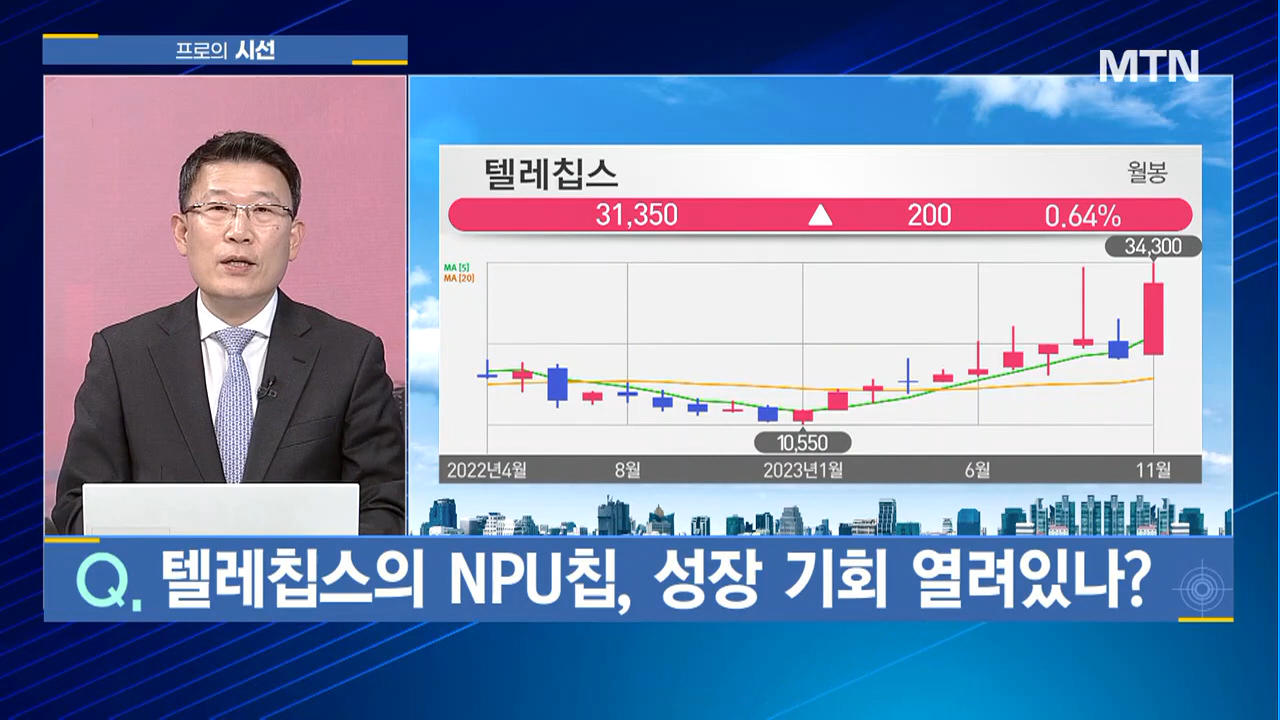 프로의 시선
MTN
텔레칩스
월봉
31,350 ▲ 200 0.64%
34,300
MA [5]
MA [20]
10,550
2022년4월 8월 2023년1월 6월 11월
Q. 텔레칩스의 NPU칩, 성장 기회 열려있나?